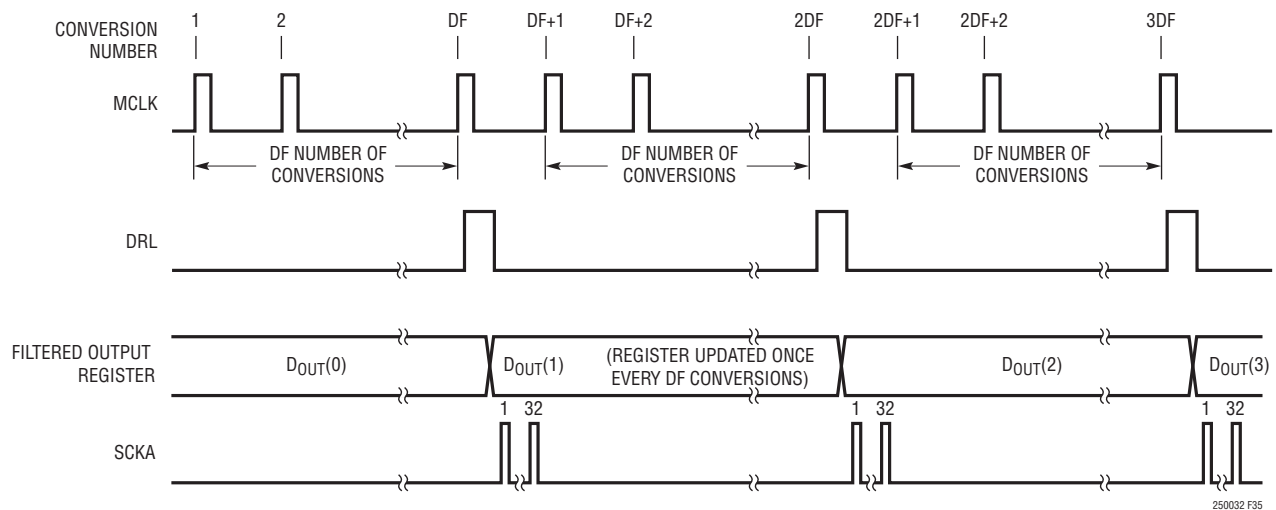 CONVERSION
NUMBER
1 2 DF DF+1 DF+2 2DF 2DF+1 2DF+2 3DF
MCLK
DF NUMBER OF
CONVERSIONS
DF NUMBER OF
CONVERSIONS
DF NUMBER OF
CONVERSIONS
DRL
FILTERED OUTPUT
REGISTER
DOUT(0)
DOUT(1)
(REGISTER UPDATED ONCE
EVERY DF CONVERSIONS)
DOUT(2)
DOUT(3)
1 32 1 32 1 32
SCKA
250032 F35